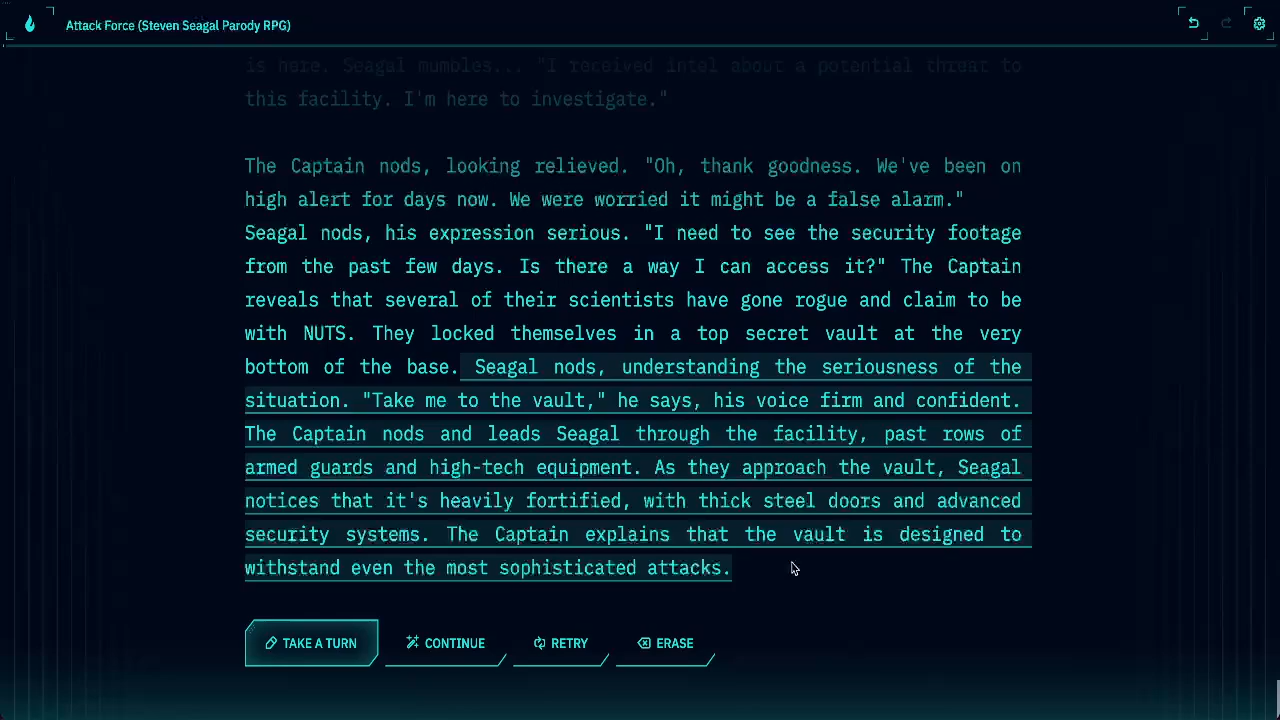 Attack Force (Steven Seagal Parody RPG)
is here. Seagal mumbles... "I received intel about a potential threat to
this facility. I'm here to investigate."
The Captain nods, looking relieved. "Oh, thank goodness. We've been on
high alert for days now. We were worried it might be a false alarm."
Seagal nods, his expression serious. "I need to see the security footage
from the past few days. Is there a way I can access it?" The Captain
reveals that several of their scientists have gone rogue and claim to be
with NUTS. They locked themselves in a top secret vault at the very
bottom of the base. Seagal nods, understanding the seriousness of the
situation. "Take me to the vault," he says, his voice firm and confident.
The Captain nods and leads Seagal through the facility, past rows of
armed guards and high-tech equipment. As they approach the vault, Seagal
notices that it's heavily fortified, with thick steel doors and advanced
security systems. The Captain explains that the vault is designed to
withstand even the most sophisticated attacks.
TAKE A TURN CONTINUE RETRY ERASE